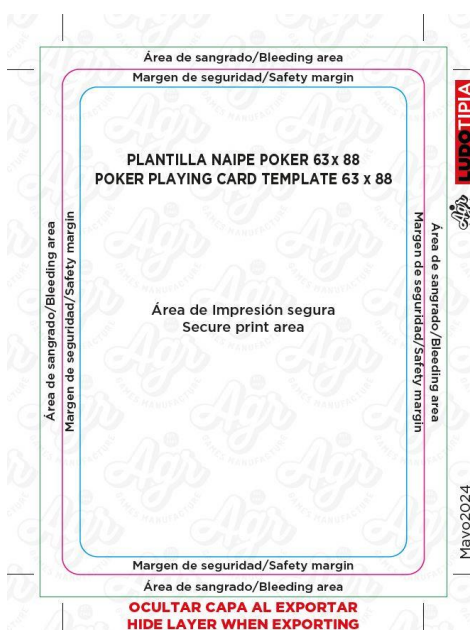 Área de sangrado/Bleeding area
Margen de seguridad/Safety margin
PLANTILLA NAIPE POKER 63 x 88
POKER PLAYING CARD TEMPLATE 63 x 88
Área de sangrado/Bleeding area
Margen de seguridad/Safety margin
Área de Impresión segura
Secure print area
Margen de seguridad/Safety margin
Área de sangrado/Bleeding area
LUDOTIPIA
Agr
Mayo2024
Margen de seguridad/Safety margin
Área de sangrado/Bleeding area
OCULTAR CAPA AL EXPORTAR
HIDE LAYER WHEN EXPORTING